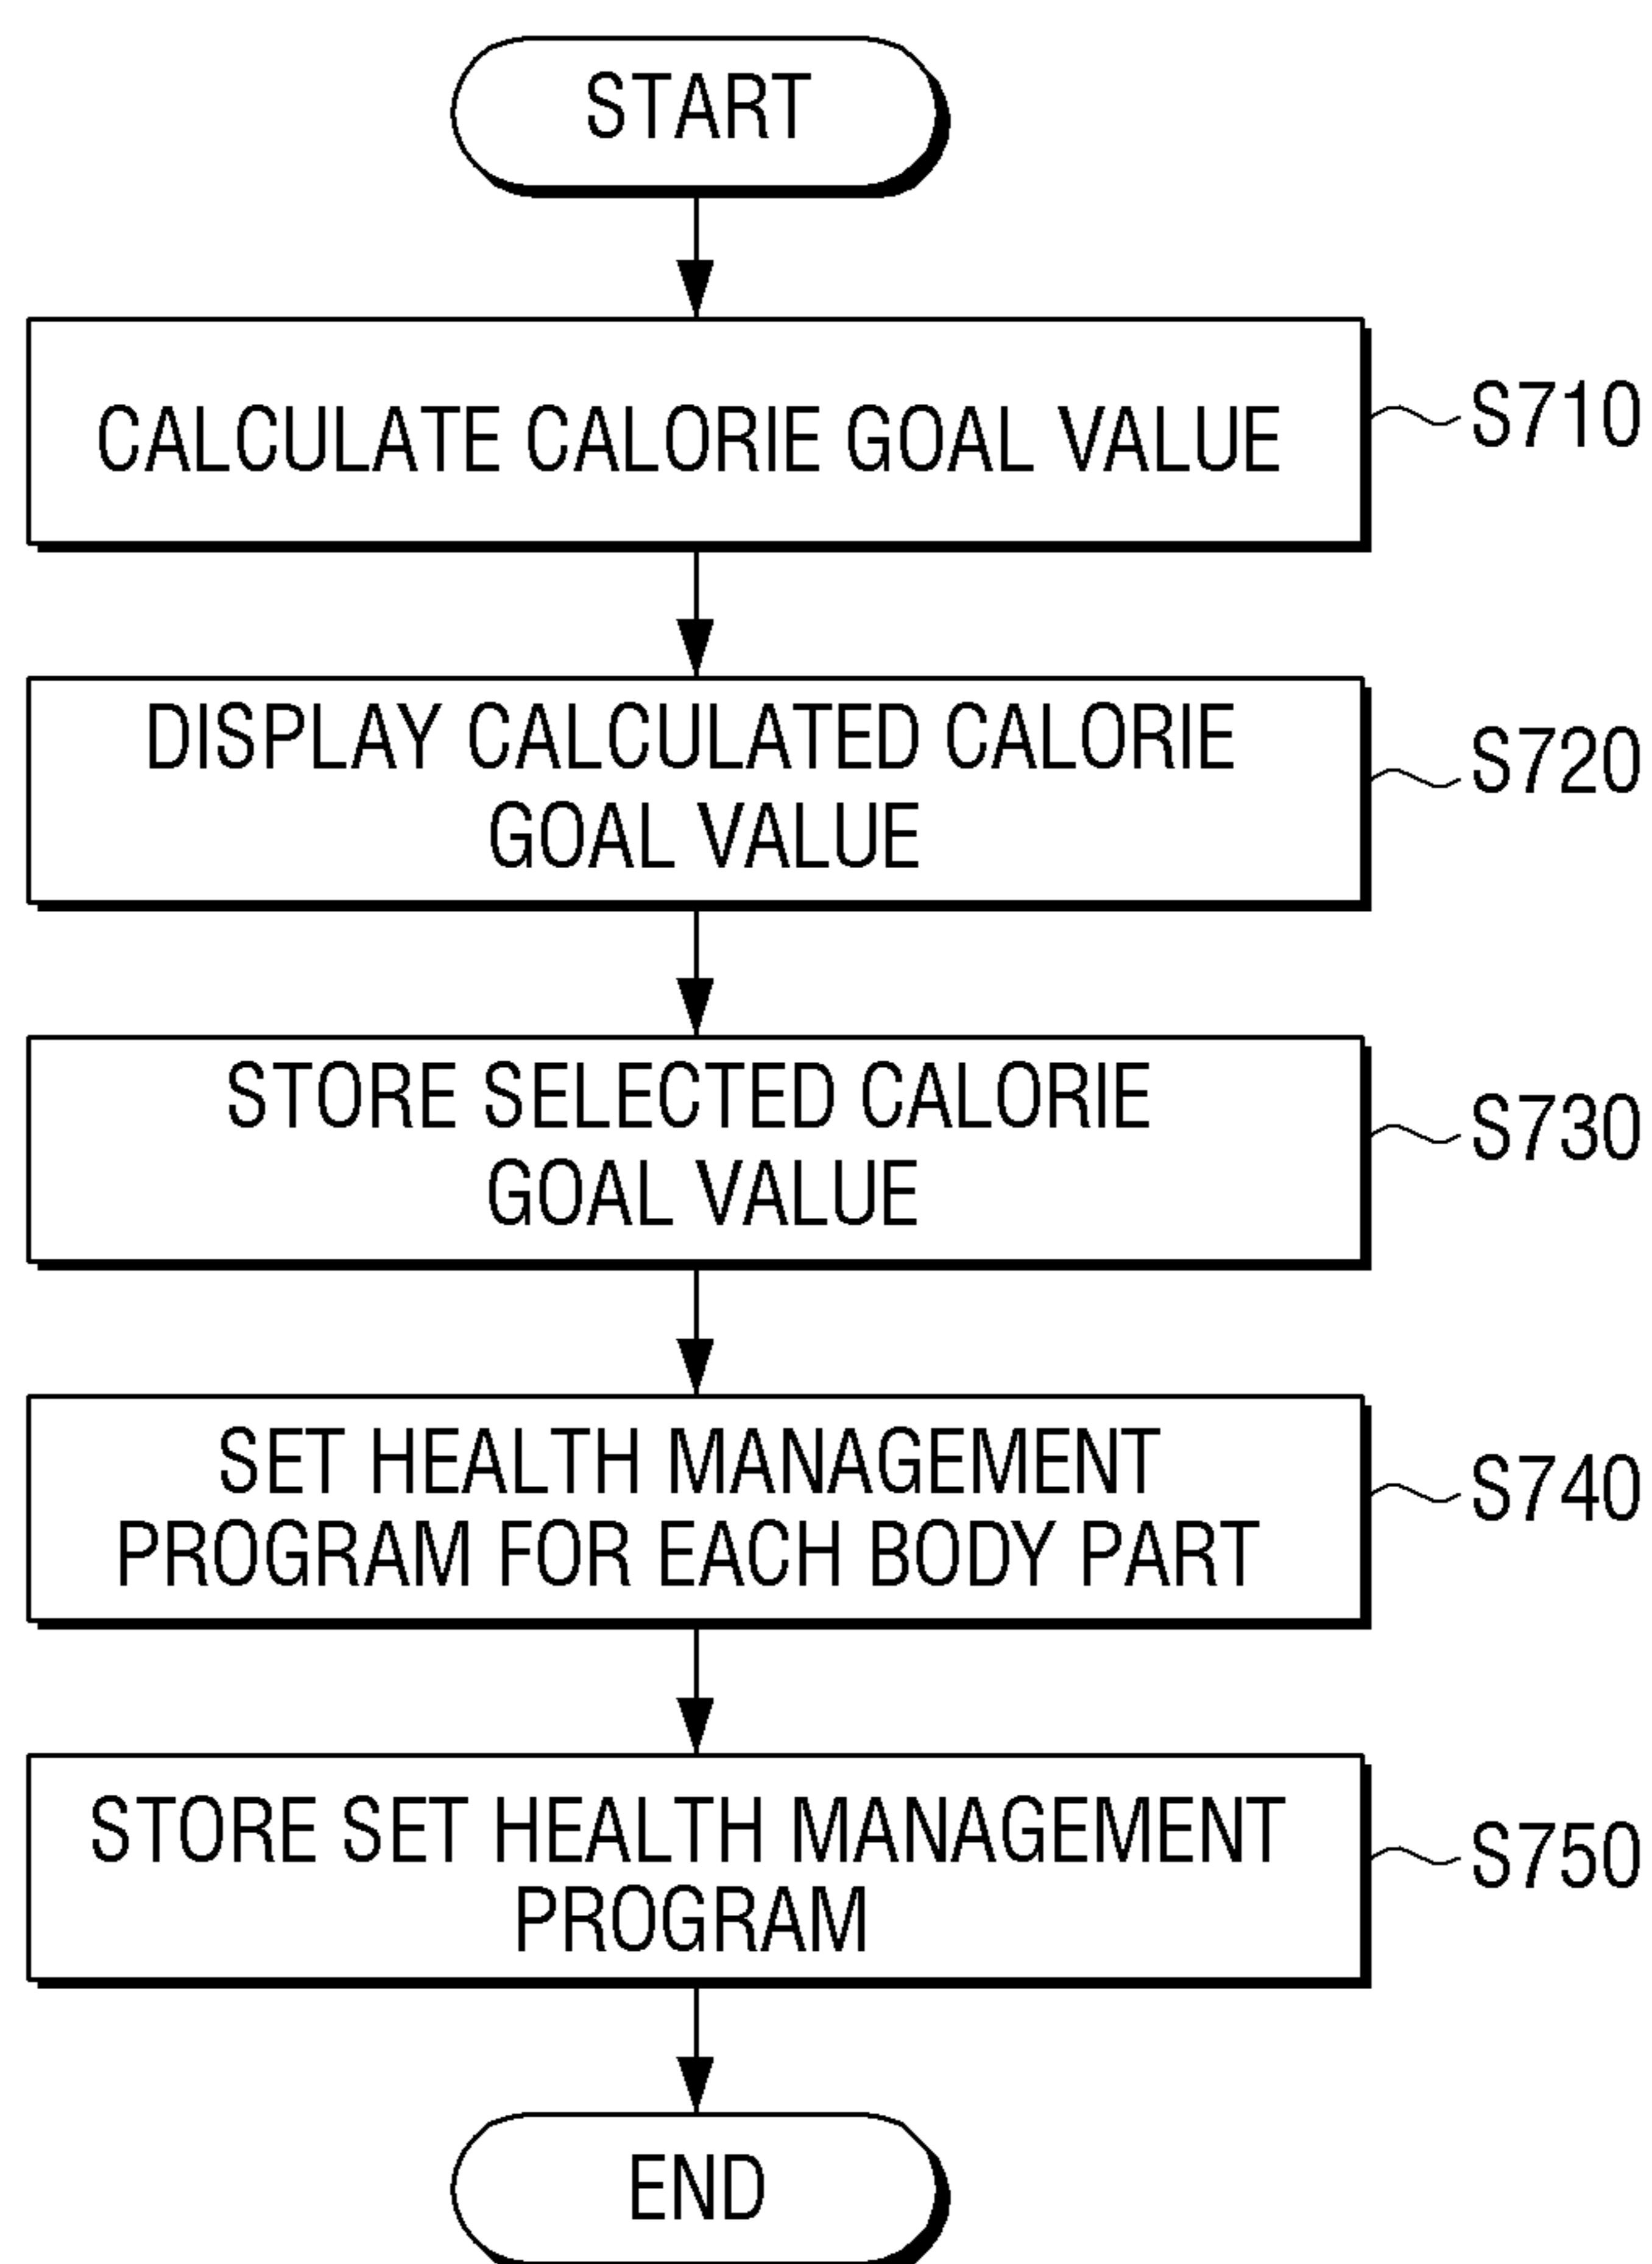 START
CALCULATE CALORIE GOAL VALUE
S710
DISPLAY CALCULATED CALORIE
GOAL VALUE
S720
STORE SELECTED CALORIE
GOAL VALUE
S730
SET HEALTH MANAGEMENT
PROGRAM FOR EACH BODY PART
S740
STORE SET HEALTH MANAGEMENT
PROGRAM
S750
END